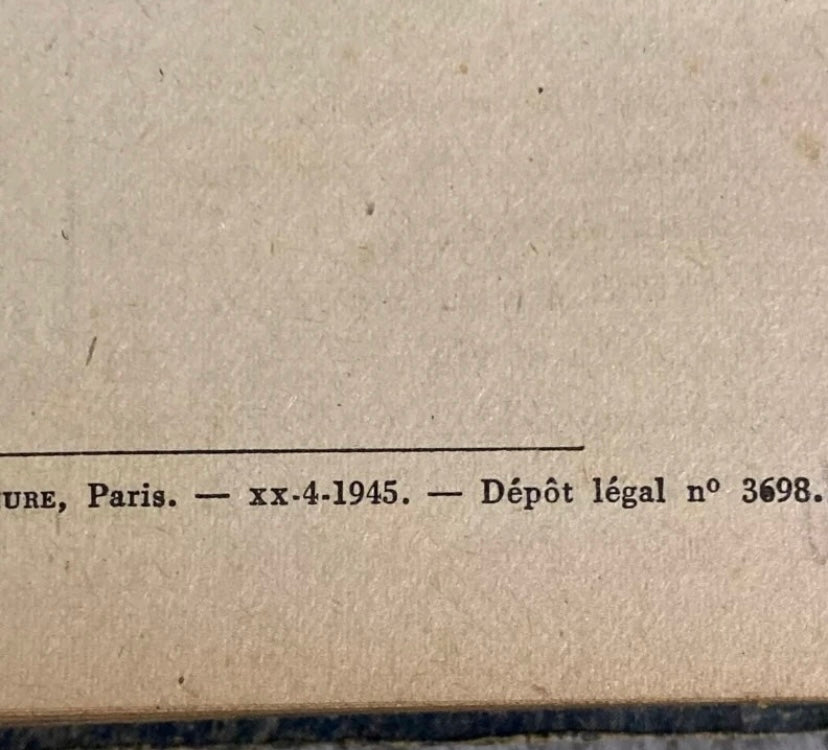 URE, Paris. — xx-4-1945. — Dépôt légal nº 3698.